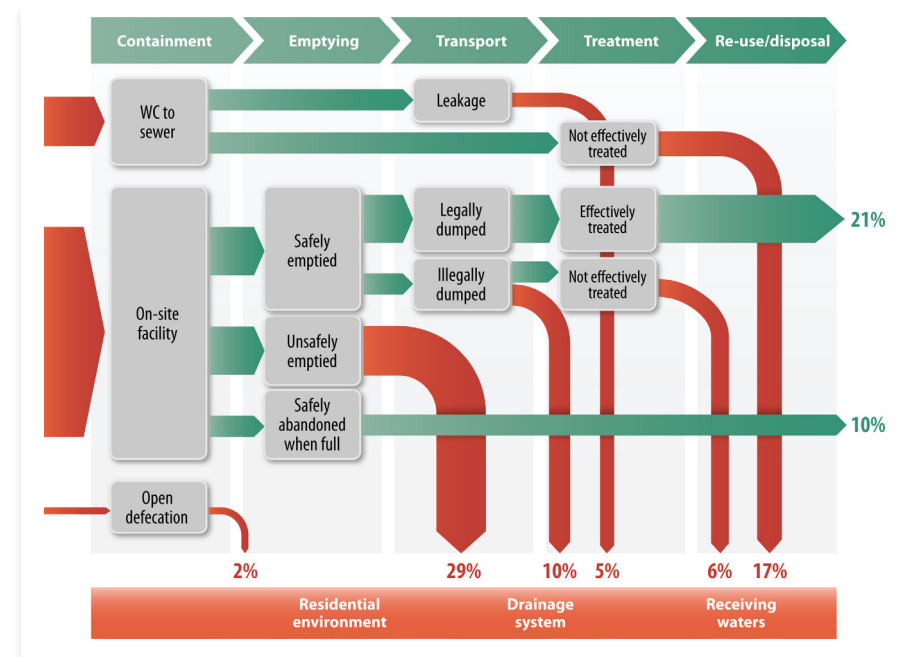 Containment
Emptying
Transport
Treatment
Re-use/disposal
WC to
sewer
Leakage
Not effectively
treated
On-site
facility
Safely
emptied
Legally
dumped
Effectively
treated
21%
Illegally
dumped
Not effectively
treated
Unsafely
emptied
Safely
abandoned
when full
10%
Open
defecation
2%
29%
10%
5%
6%
17%
Residential
environment
Drainage
system
Receiving
waters